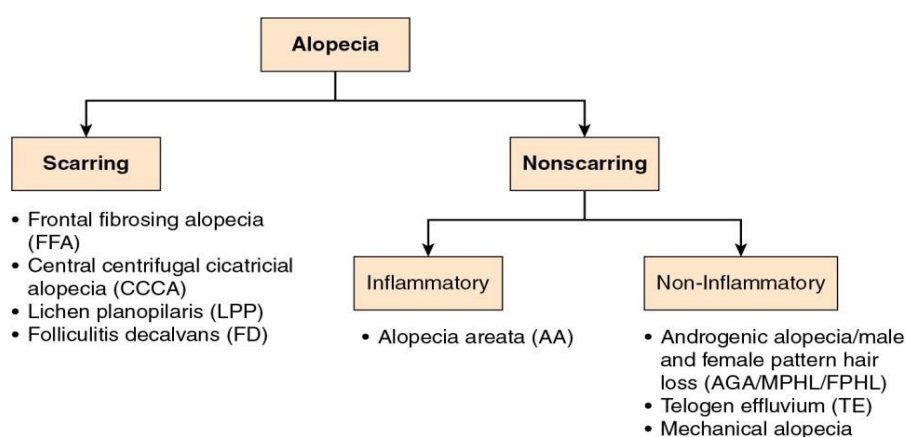 Alopecia
Scarring
Nonscarring
• Frontal fibrosing alopecia
(FFA)
• Central centrifugal cicatricial
alopecia (CCCA)
• Lichen planopilaris (LPP)
• Folliculitis decalvans (FD)
Inflammatory
Non-Inflammatory
• Alopecia areata (AA)
• Androgenic alopecia/male
and female pattern hair
loss (AGA/MPHL/FPHL)
• Telogen effluvium (TE)
• Mechanical alopecia